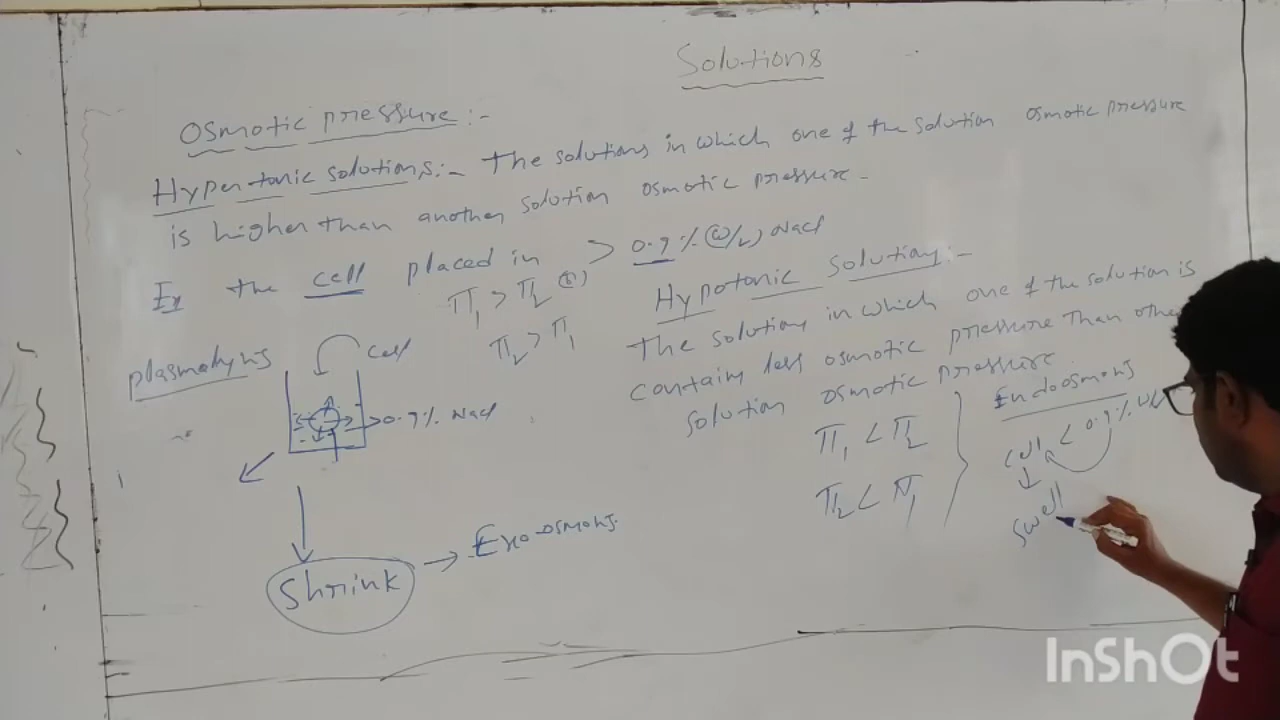 Solutions
Osmotic pressure :-
Hypertonic solutions :- The solutions in which one of the solution osmotic pressure
is higher than another solution osmotic pressure.
Ex the cell placed in > 0.9 % (W/V) Nacl
π1 > π2 (or)
π2 > π1
plasmolysis
Cell
0.9% Nacl
Shrink → Exo-osmosis
Hypotonic Solution :-
The solutions in which one of the solution is
contains less osmotic pressure than other
solution osmotic pressure
π1 < π2
π2 < π1
Endoosmosis
cell < 0.9%
swell
InShOt